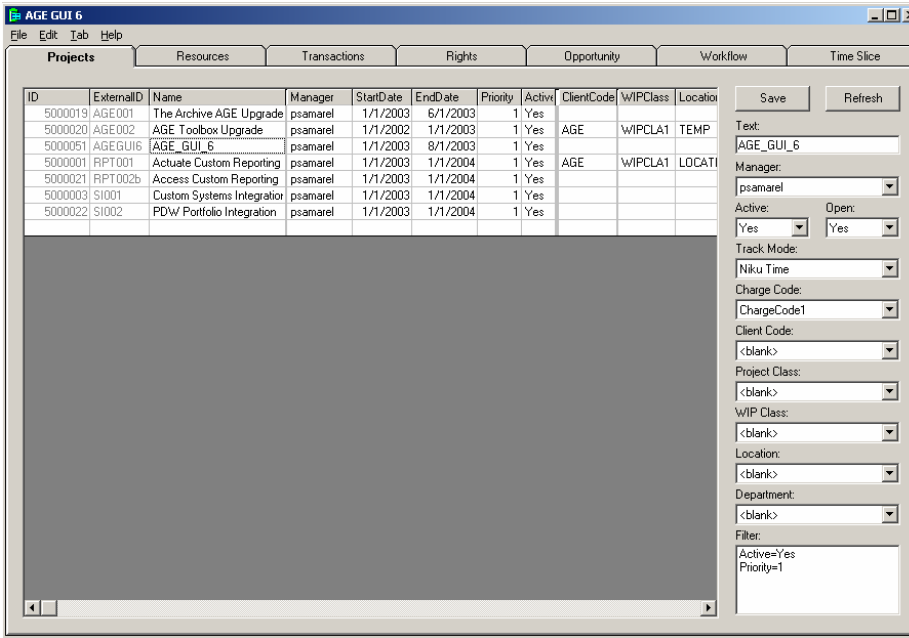 AGE GUI 6
File Edit Tab Help
Projects Resources Transactions Rights Opportunity Workflow Time Slice
ID ExternalID Name Manager StartDate EndDate Priority Active ClientCode WIPClass Location
5000019 AGE001 The Archive AGE Upgrade psamarel 1/1/2003 6/1/2003 1 Yes
5000020 AGE002 AGE Toolbox Upgrade psamarel 1/1/2002 1/1/2003 1 Yes AGE WIPCLA1 TEMP
5000051 AGEGUI6 AGE_GUI_6 psamarel 1/1/2003 8/1/2003 1 Yes
5000001 RPT001 Actuate Custom Reporting psamarel 1/1/2003 1/1/2004 1 Yes AGE WIPCLA1 LOCATI
5000021 RPT002b Access Custom Reporting psamarel 1/1/2003 1/1/2004 1 Yes
5000003 SI001 Custom Systems Integration psamarel 1/1/2003 1/1/2004 1 Yes
5000022 SI002 PDW Portfolio Integration psamarel 1/1/2003 1/1/2004 1 Yes
Save Refresh
Text:
AGE_GUI_6
Manager:
psamarel
Active: Open:
Yes Yes
Track Mode:
Niku Time
Charge Code:
ChargeCode1
Client Code:
<blank>
Project Class:
<blank>
WIP Class:
<blank>
Location:
<blank>
Department:
<blank>
Filter:
Active=Yes
Priority=1